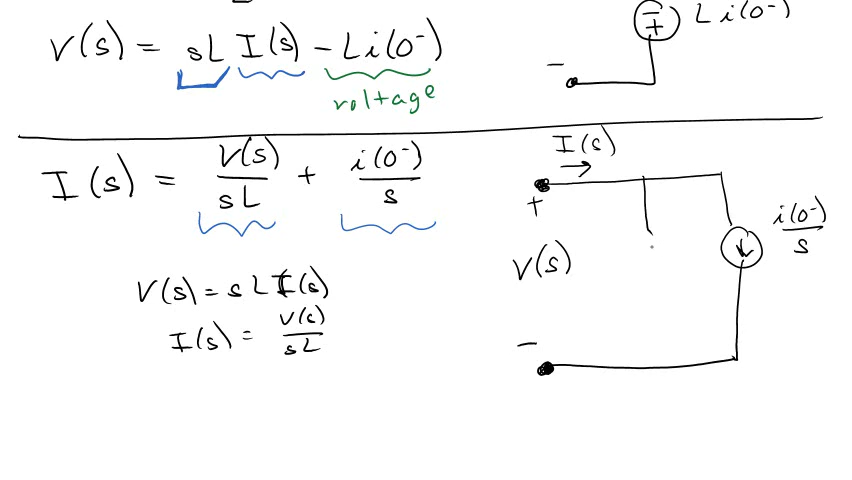 V(s) = sL I(s) - Li(0⁻)
voltage
- +
Li(0⁻)
-
I(s) = V(s)/sL + i(0⁻)/s
V(s) = sL I(s)
I(s) = V(s)/sL
I(s)
→
+
V(s)
-
i(0⁻)/s